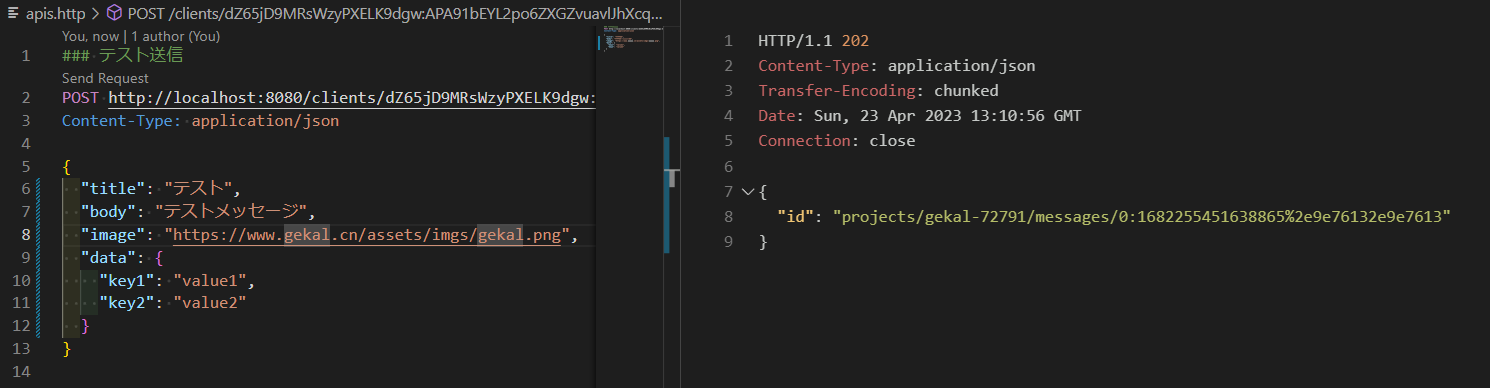 apis.http > POST /clients/dZ65jD9MRsWzyPXELK9dgw:APA91bEYL2po6ZXGZvuavlJhXcq...
You, now | 1 author (You)
1 ### テスト送信
Send Request
2 POST http://localhost:8080/clients/dZ65jD9MRsWzyPXELK9dgw:
3 Content-Type: application/json
4
5 {
6 "title": "テスト",
7 "body": "テストメッセージ",
8 "image": "https://www.gekal.cn/assets/imgs/gekal.png",
9 "data": {
10 "key1": "value1",
11 "key2": "value2"
12 }
13 }
14
1 HTTP/1.1 202
2 Content-Type: application/json
3 Transfer-Encoding: chunked
4 Date: Sun, 23 Apr 2023 13:10:56 GMT
5 Connection: close
6
7 {
8 "id": "projects/gekal-72791/messages/0:1682255451638865%2e9e76132e9e7613"
9 }